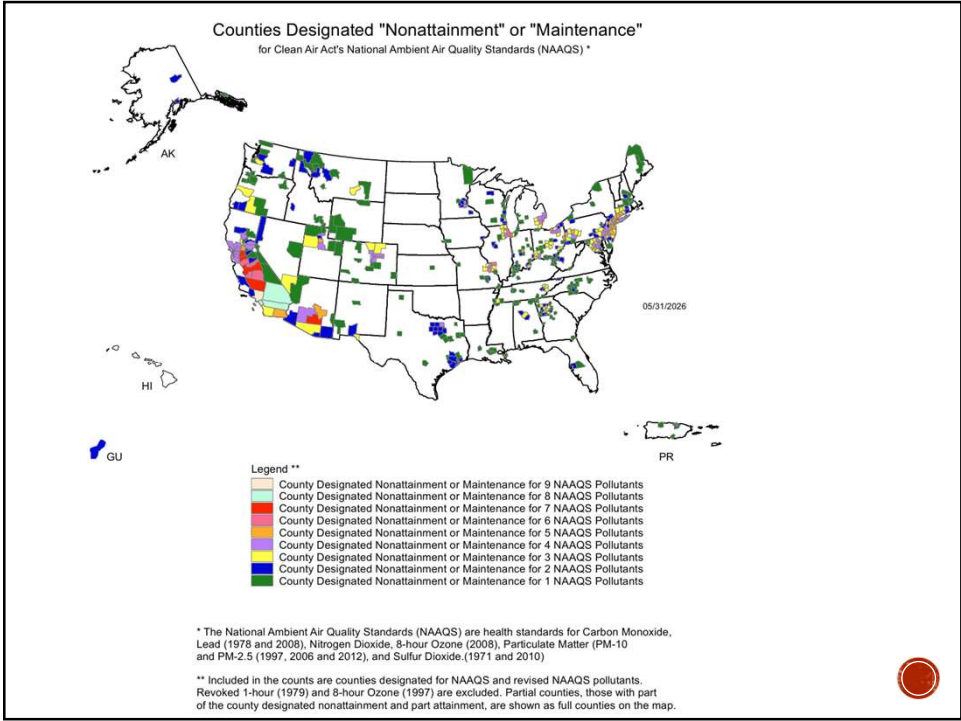 Counties Designated "Nonattainment" or "Maintenance"
for Clean Air Act's National Ambient Air Quality Standards (NAAQS) *
AK
05/31/2026
HI
GU
PR
Legend **
County Designated Nonattainment or Maintenance for 9 NAAQS Pollutants
County Designated Nonattainment or Maintenance for 8 NAAQS Pollutants
County Designated Nonattainment or Maintenance for 7 NAAQS Pollutants
County Designated Nonattainment or Maintenance for 6 NAAQS Pollutants
County Designated Nonattainment or Maintenance for 5 NAAQS Pollutants
County Designated Nonattainment or Maintenance for 4 NAAQS Pollutants
County Designated Nonattainment or Maintenance for 3 NAAQS Pollutants
County Designated Nonattainment or Maintenance for 2 NAAQS Pollutants
County Designated Nonattainment or Maintenance for 1 NAAQS Pollutants
* The National Ambient Air Quality Standards (NAAQS) are health standards for Carbon Monoxide,
Lead (1978 and 2008), Nitrogen Dioxide, 8-hour Ozone (2008), Particulate Matter (PM-10
and PM-2.5 (1997, 2006 and 2012), and Sulfur Dioxide.(1971 and 2010)
** Included in the counts are counties designated for NAAQS and revised NAAQS pollutants.
Revoked 1-hour (1979) and 8-hour Ozone (1997) are excluded. Partial counties, those with part
of the county designated nonattainment and part attainment, are shown as full counties on the map.